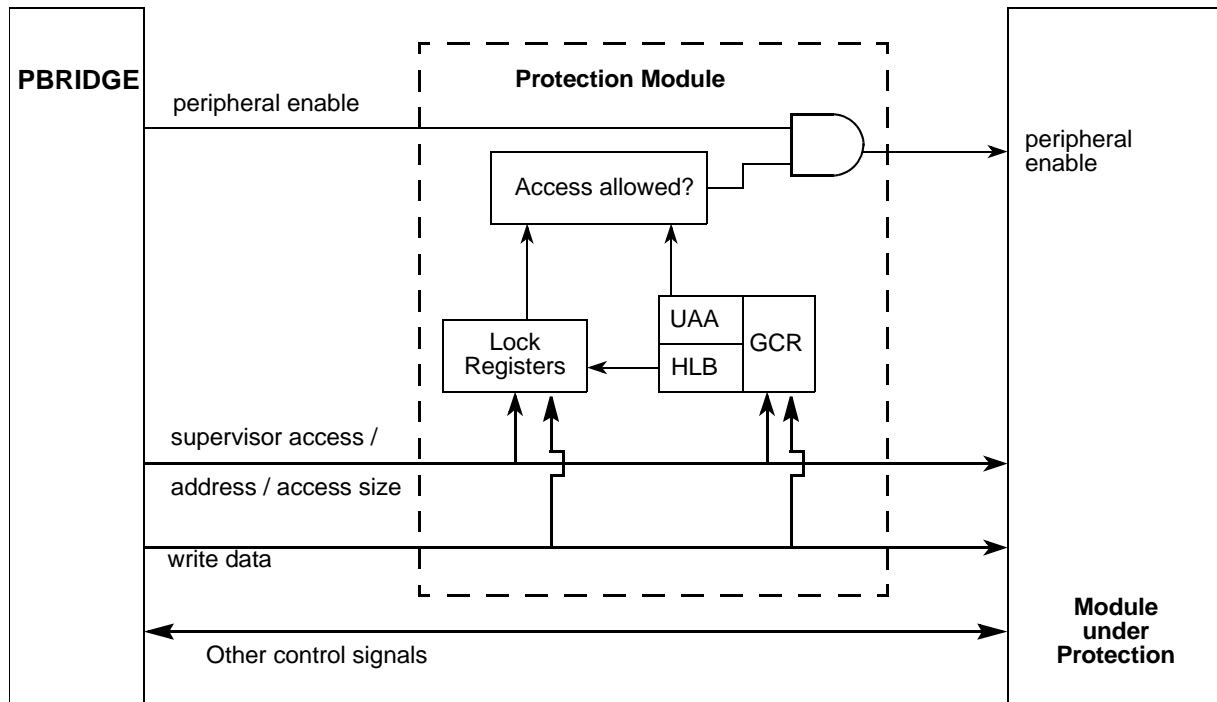 PBRIDGE
Protection Module
peripheral enable
peripheral
enable
Access allowed?
UAA
GCR
HLB
Lock
Registers
supervisor access /
address / access size
write data
Other control signals
Module
under
Protection